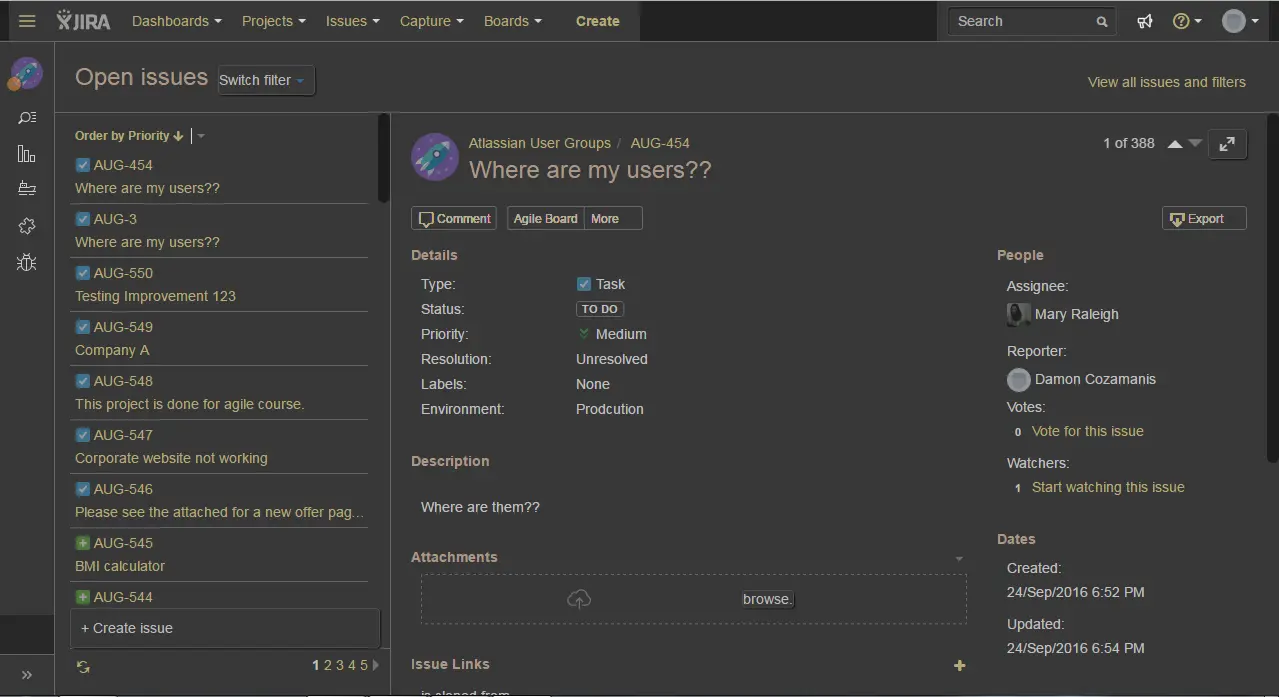 JIRA Dashboards Projects Issues Capture Boards Create Search
Open issues Switch filter
View all issues and filters
Order by Priority
AUG-454
Where are my users??
AUG-3
Where are my users??
AUG-550
Testing Improvement 123
AUG-549
Company A
AUG-548
This project is done for agile course.
AUG-547
Corporate website not working
AUG-546
Please see the attached for a new offer pag...
AUG-545
BMI calculator
AUG-544
+ Create issue
1 2 3 4 5
Atlassian User Groups / AUG-454
Where are my users??
1 of 388
Comment Agile Board More Export
Details
Type: Task
Status: TO DO
Priority: Medium
Resolution: Unresolved
Labels: None
Environment: Prodcution
Description
Where are them??
Attachments
browse.
Issue Links
is cloned from
People
Assignee:
Mary Raleigh
Reporter:
Damon Cozamanis
Votes:
0 Vote for this issue
Watchers:
1 Start watching this issue
Dates
Created:
24/Sep/2016 6:52 PM
Updated:
24/Sep/2016 6:54 PM